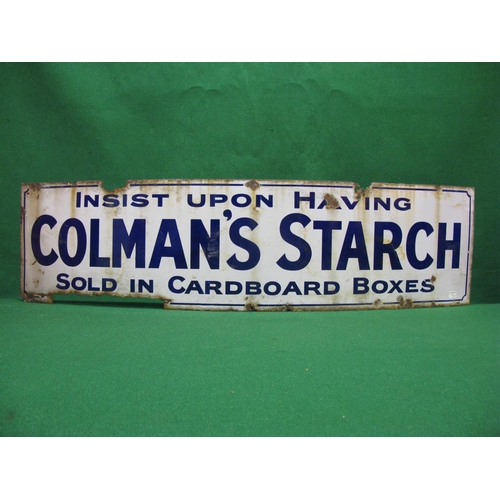 INSIST UPON HAVING
COLMAN'S STARCH
SOLD IN CARDBOARD BOXES